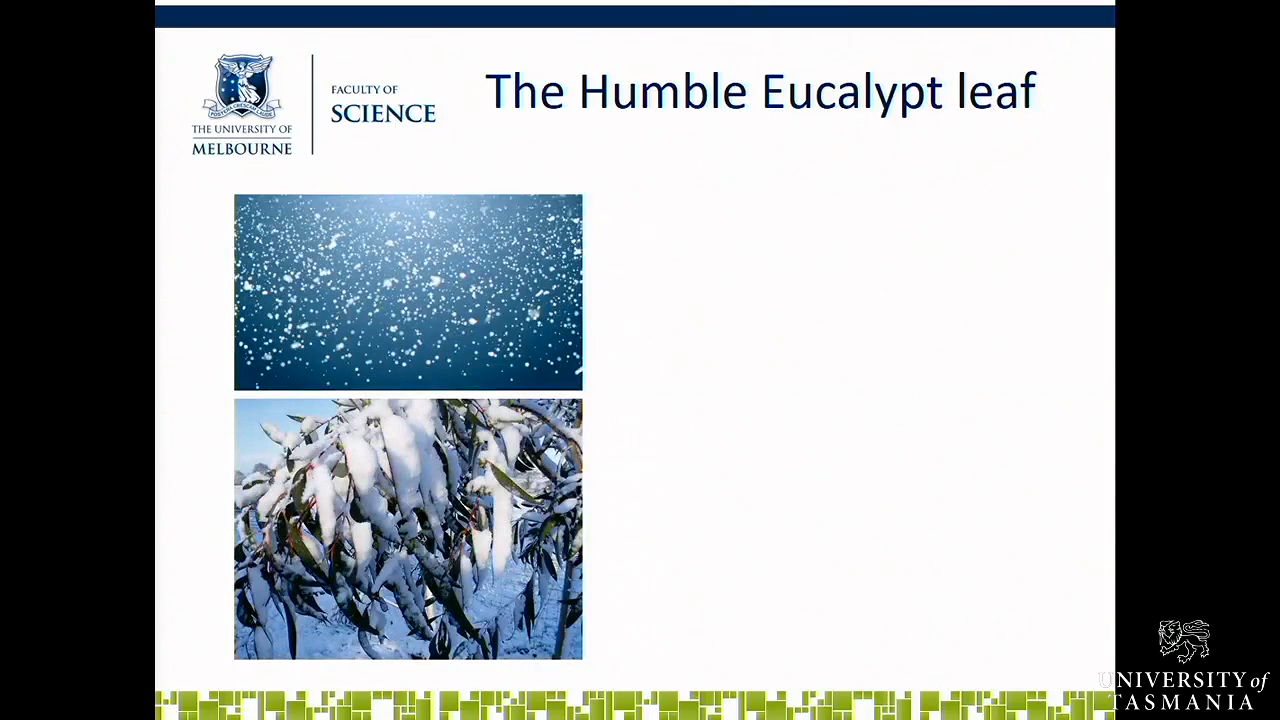 The Humble Eucalypt leaf
FACULTY OF
SCIENCE
THE UNIVERSITY OF
MELBOURNE
UNIVERSITY of
TASMANIA